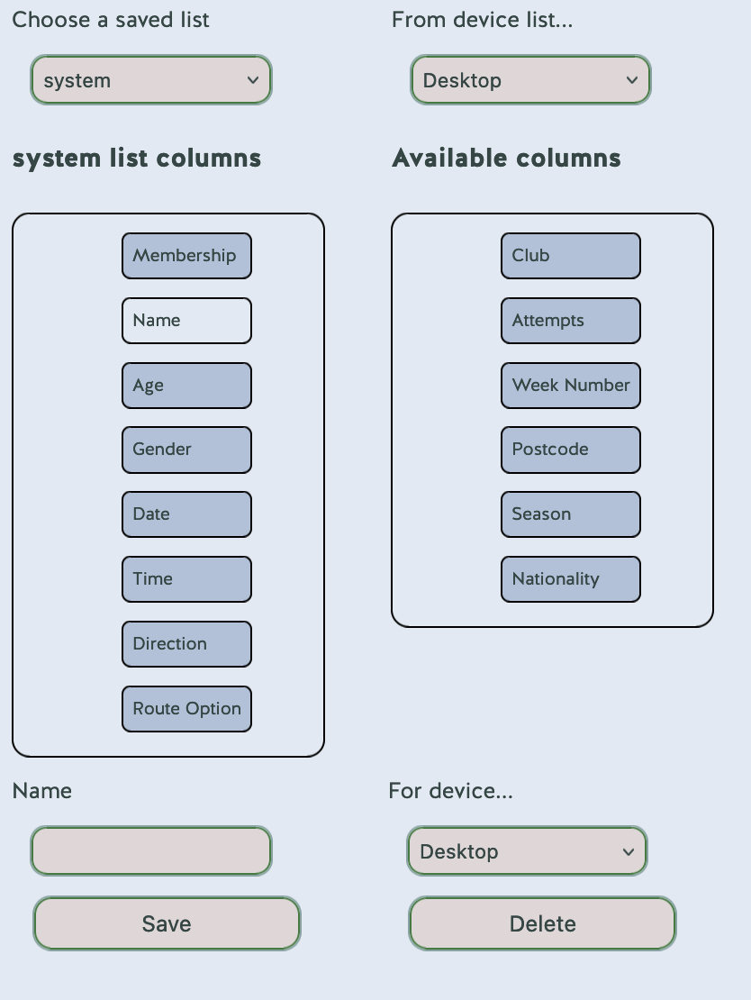 Choose a saved list
From device list...
system
Desktop
system list columns
Available columns
Membership
Name
Age
Gender
Date
Time
Direction
Route Option
Club
Attempts
Week Number
Postcode
Season
Nationality
Name
For device...
Desktop
Save
Delete